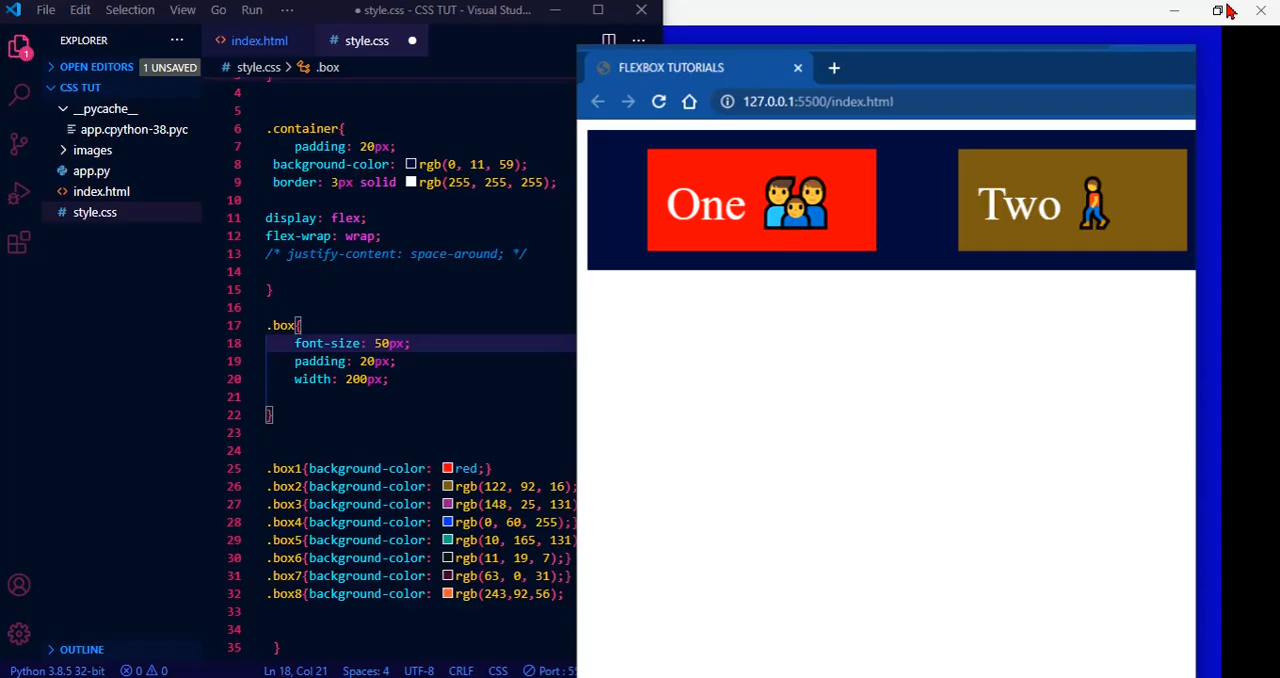 File Edit Selection View Go Run ··· ● style.css - CSS TUT - Visual Stud...
EXPLORER ···
OPEN EDITORS 1 UNSAVED
CSS TUT
__pycache__
app.cpython-38.pyc
images
app.py
index.html
style.css
OUTLINE
1
index.html style.css ●
# style.css > .box
4
5
6 .container{
7 padding: 20px;
8 background-color: rgb(0, 11, 59);
9 border: 3px solid rgb(255, 255, 255);
10
11 display: flex;
12 flex-wrap: wrap;
13 /* justify-content: space-around; */
14
15 }
16
17 .box{
18 font-size: 50px;
19 padding: 20px;
20 width: 200px;
21
22 }
23
24
25 .box1{background-color: red;}
26 .box2{background-color: rgb(122, 92, 16);
27 .box3{background-color: rgb(148, 25, 131)
28 .box4{background-color: rgb(0, 60, 255);}
29 .box5{background-color: rgb(10, 165, 131)
30 .box6{background-color: rgb(11, 19, 7);}
31 .box7{background-color: rgb(63, 0, 31);}
32 .box8{background-color: rgb(243,92,56);
33
34
35 }
Python 3.8.5 32-bit 0 0 Ln 18, Col 21 Spaces: 4 UTF-8 CRLF CSS Port : 55
FLEXBOX TUTORIALS
127.0.0.1:5500/index.html
One Two